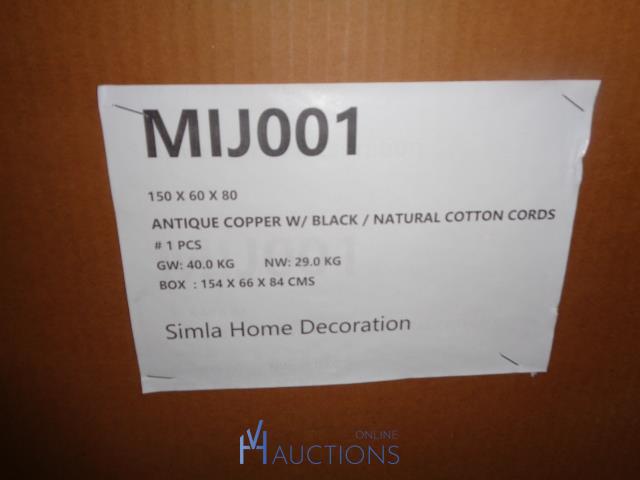 MIJ001
150 X 60 X 80
ANTIQUE COPPER W/ BLACK / NATURAL COTTON CORDS
# 1 PCS
GW: 40.0 KG NW: 29.0 KG
BOX : 154 X 66 X 84 CMS
Simla Home Decoration
HV ONLINE
AUCTIONS